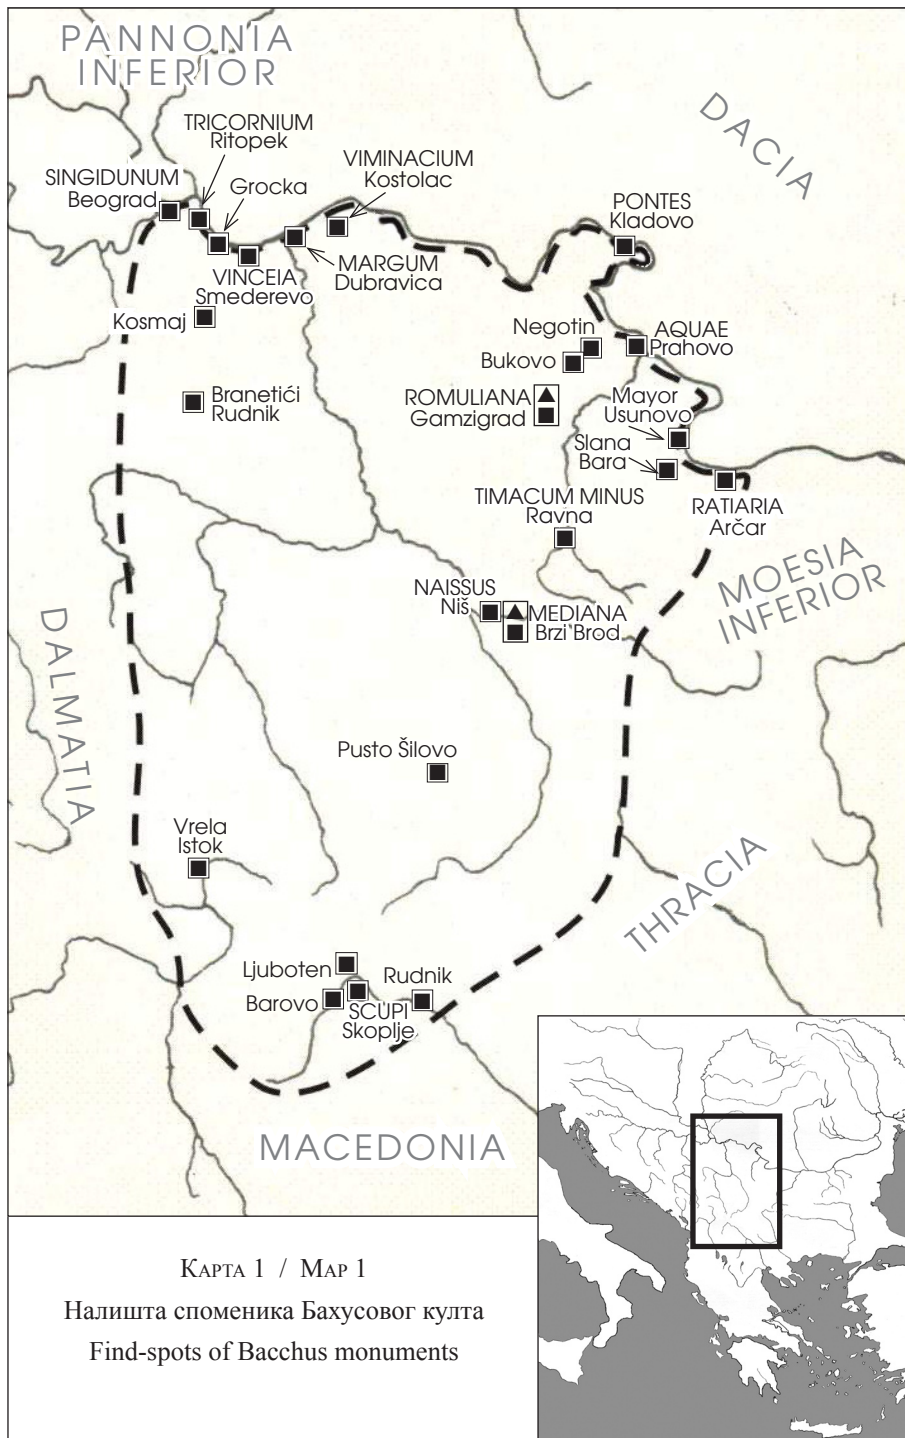 PANNONIA
INFERIOR
DACIA
TRICORNIUM
Ritopek
VIMINACIUM
Kostolac
SINGIDUNUM
Beograd
Grocka
PONTES
Kladovo
MARGUM
Dubravica
VINCEIA
Smederevo
Kosmaj
Negotin
AQUAE
Prahovo
Bukovo
Branetići
Rudnik
ROMULIANA
Gamzigrad
Mayor
Usunovo
Slana
Bara
TIMACUM MINUS
Ravna
RATIARIA
Arčar
MOESIA
INFERIOR
NAISSUS
Niš
MEDIANA
Brzi Brod
DALMATIA
Pusto Šilovo
Vrela
Istok
THRACIA
Ljuboten
Rudnik
Barovo
SCUPI
Skoplje
MACEDONIA
КАРТА 1 / MAP 1
Налишта споменика Бахусовог култа
Find-spots of Bacchus monuments